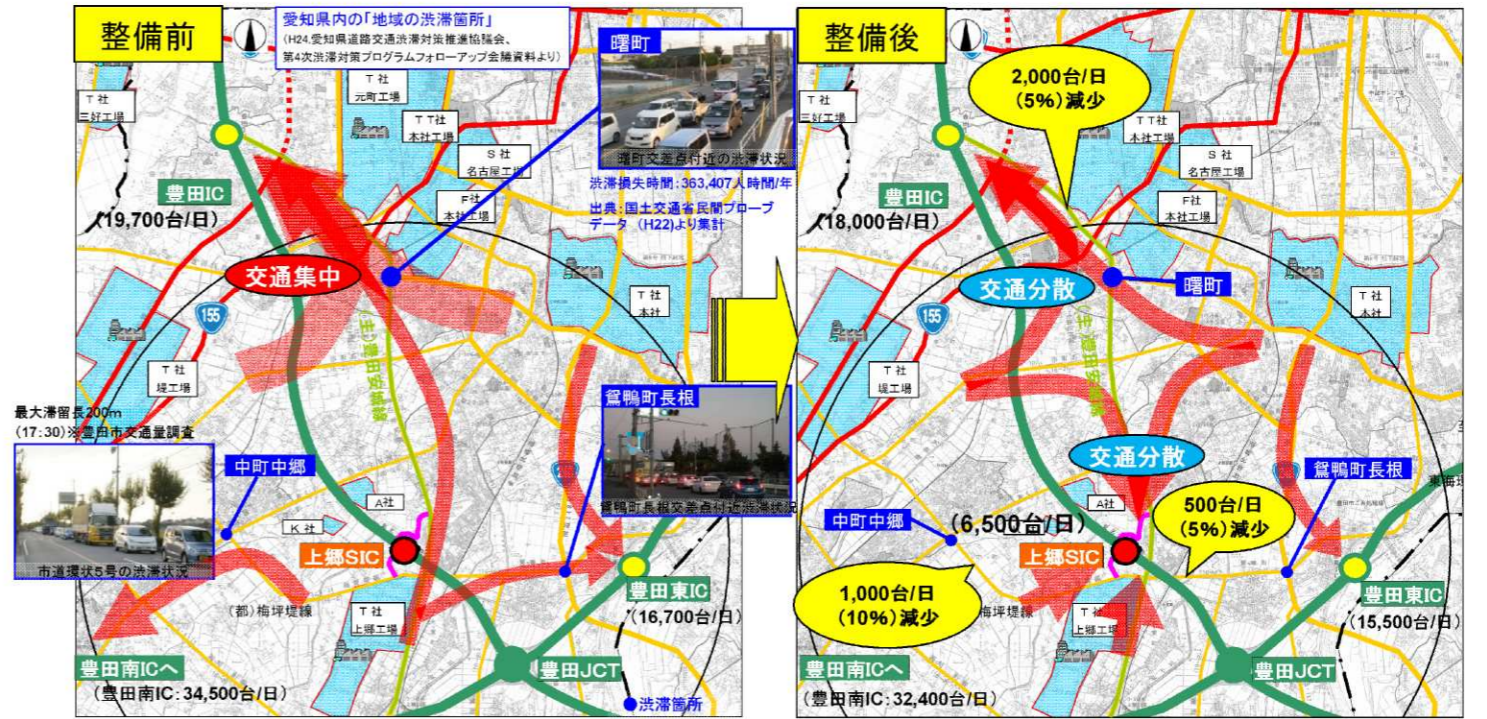 整備前
愛知県内の「地域の渋滞箇所」
(H24.愛知県道路交通渋滞対策推進協議会、
第4次渋滞対策プログラムフォローアップ会議資料より)
T社
三好工場
T社
元町工場
TT社
本社工場
S社
名古屋工場
F社
本社工場
曙町
曙町交差点付近の渋滞状況
渋滞損失時間:363,407人時間/年
出典:国土交通省民間プローブ
データ (H22)より集計
豊田IC
(19,700台/日)
交通集中
155
(主)豊田安城線
T社
本社
T社
堤工場
最大滞留長200m
(17:30)※豊田市交通量調査
市道環状5号の渋滞状況
中町中郷
A社
K社
上郷SIC
鴛鴨町長根
鴛鴨町長根交差点付近渋滞状況
(都)梅坪堤線
T社
上郷工場
豊田東IC
(16,700台/日)
豊田南ICへ
(豊田南IC:34,500台/日)
豊田JCT
渋滞箇所
整備後
2,000台/日
(5%)減少
T社
三好工場
TT社
本社工場
S社
名古屋工場
F社
本社工場
豊田IC
(18,000台/日)
交通分散
曙町
155
(主)豊田安城線
T社
本社
T社
堤工場
交通分散
鴛鴨町長根
A社
500台/日
(5%)減少
中町中郷
(6,500台/日)
上郷SIC
1,000台/日
(10%)減少
梅坪堤線
T社
上郷工場
豊田東IC
(15,500台/日)
豊田南ICへ
(豊田南IC:32,400台/日)
豊田JCT